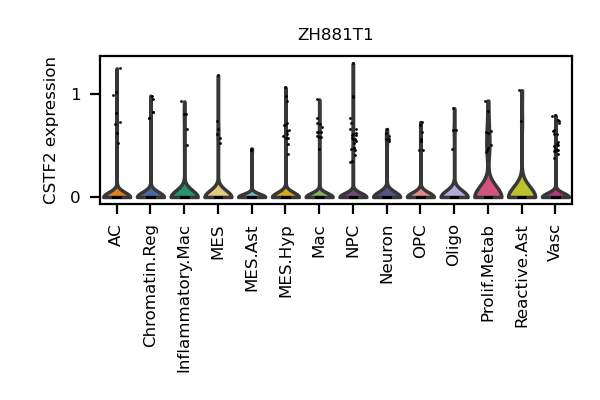 ZH881T1
CSTF2 expression
1
0
AC
Chromatin.Reg
Inflammatory.Mac
MES
MES.Ast
MES.Hyp
Mac
NPC
Neuron
OPC
Oligo
Prolif.Metab
Reactive.Ast
Vasc